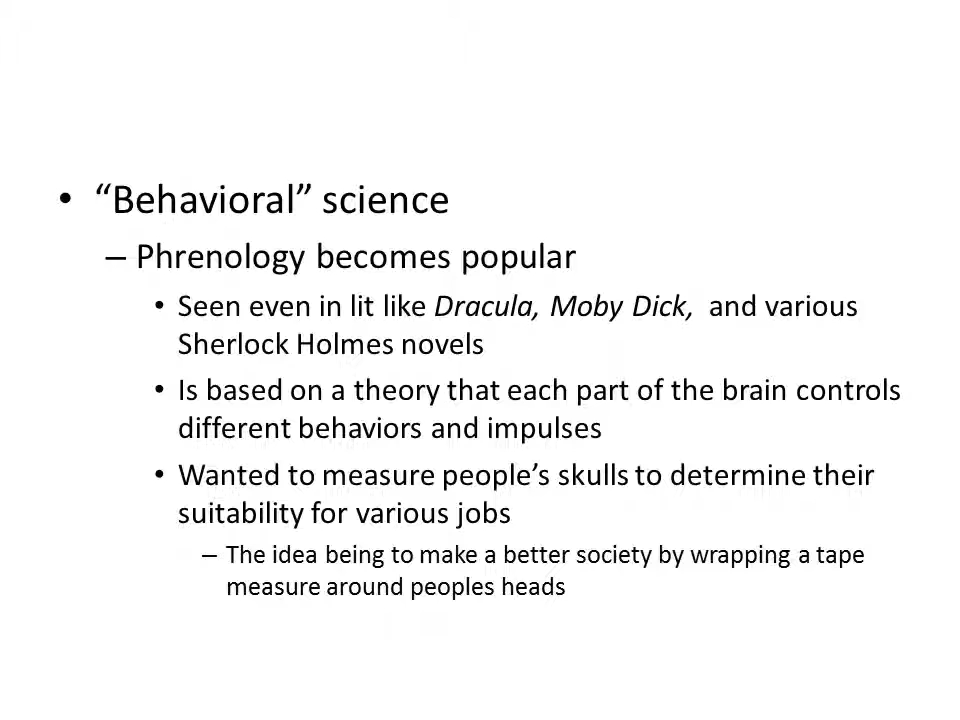 • “Behavioral” science
– Phrenology becomes popular
• Seen even in lit like Dracula, Moby Dick, and various
Sherlock Holmes novels
• Is based on a theory that each part of the brain controls
different behaviors and impulses
• Wanted to measure people’s skulls to determine their
suitability for various jobs
– The idea being to make a better society by wrapping a tape
measure around peoples heads